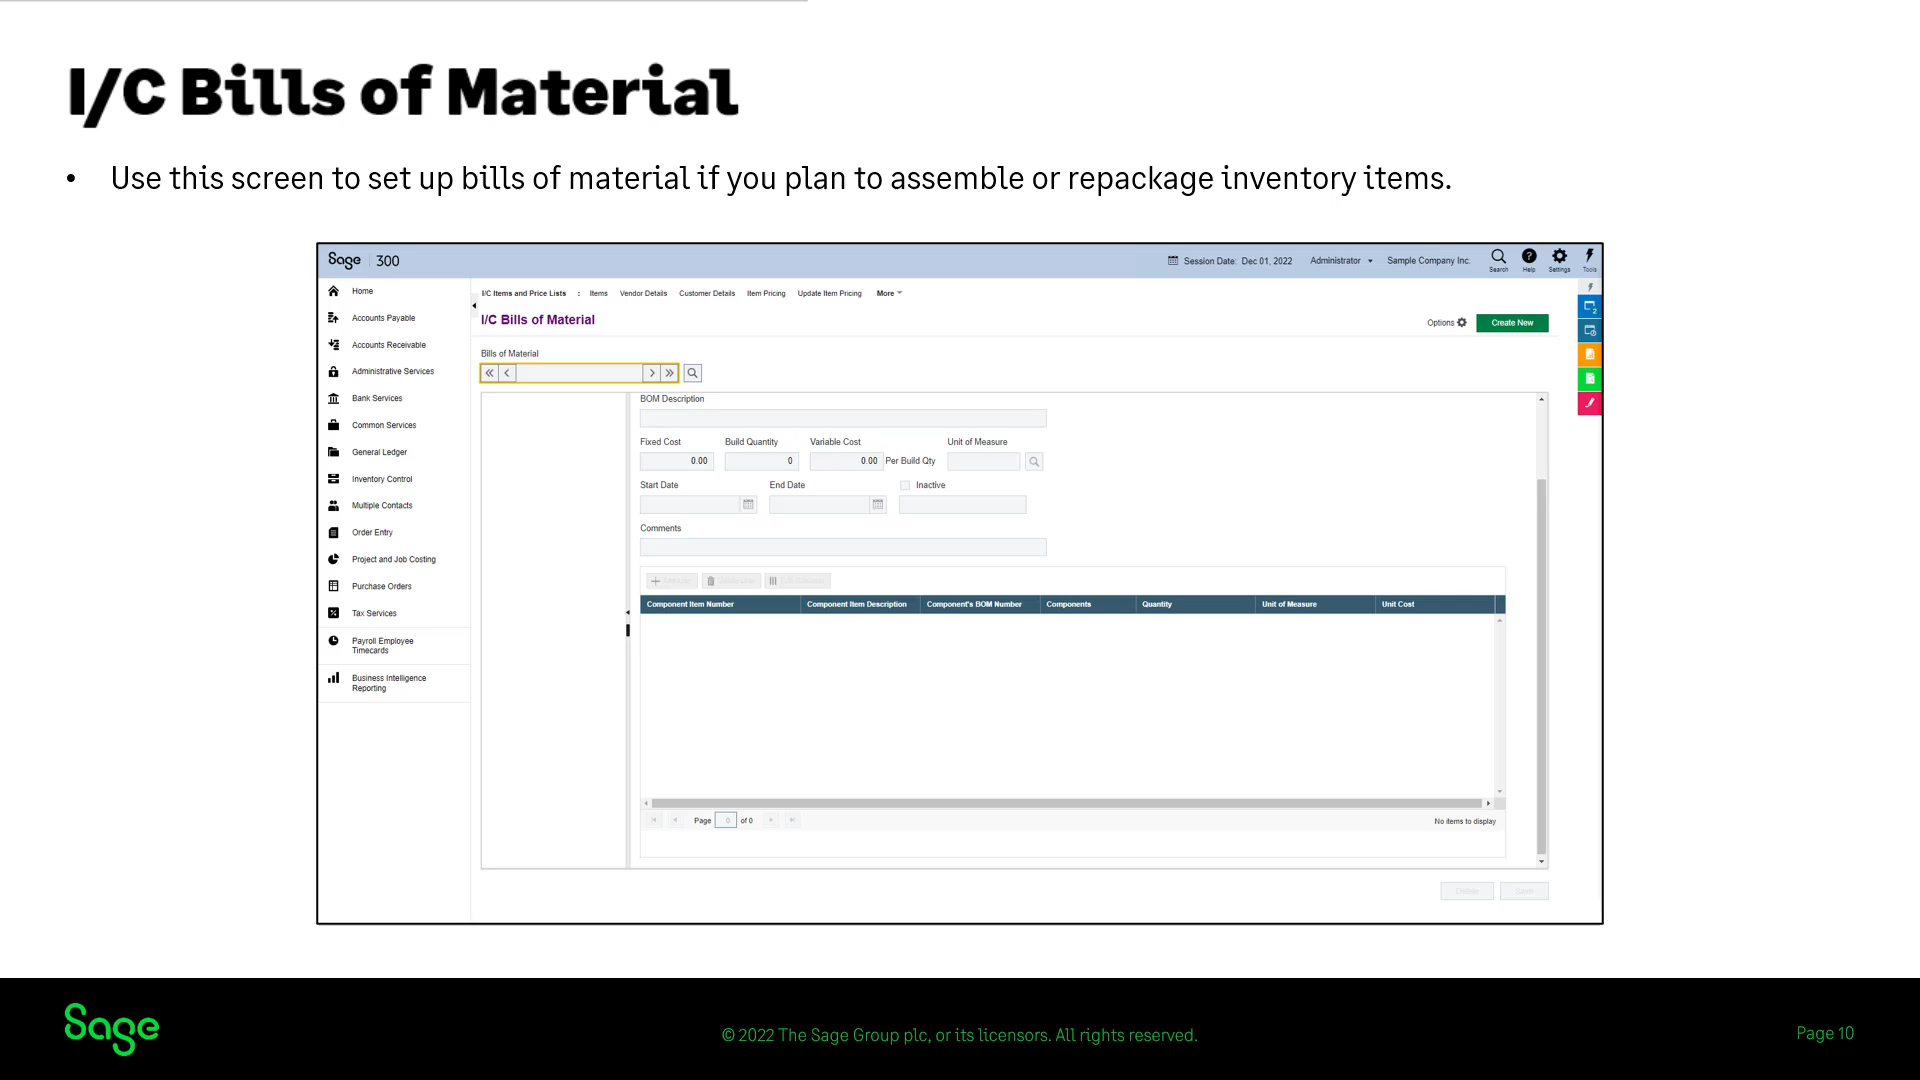 I/C Bills of Material
• Use this screen to set up bills of material if you plan to assemble or repackage inventory items.
Sage 300
Session Date: Dec 01, 2022 Administrator Sample Company Inc. Search Help Settings Tools
Home
Accounts Payable
Accounts Receivable
Administrative Services
Bank Services
Common Services
General Ledger
Inventory Control
Multiple Contacts
Order Entry
Project and Job Costing
Purchase Orders
Tax Services
Payroll Employee
Timecards
Business Intelligence
Reporting
I/C Items and Price Lists : Items Vendor Details Customer Details Item Pricing Update Item Pricing More
I/C Bills of Material
Options Create New
Bills of Material
BOM Description
Fixed Cost Build Quantity Variable Cost Unit of Measure
0.00 0 0.00 Per Build Qty
Start Date End Date Inactive
Comments
Component Item Number Component Item Description Component's BOM Number Components Quantity Unit of Measure Unit Cost
Page 0 of 0 No items to display
Delete Save
Sage
© 2022 The Sage Group plc, or its licensors. All rights reserved.
Page 10